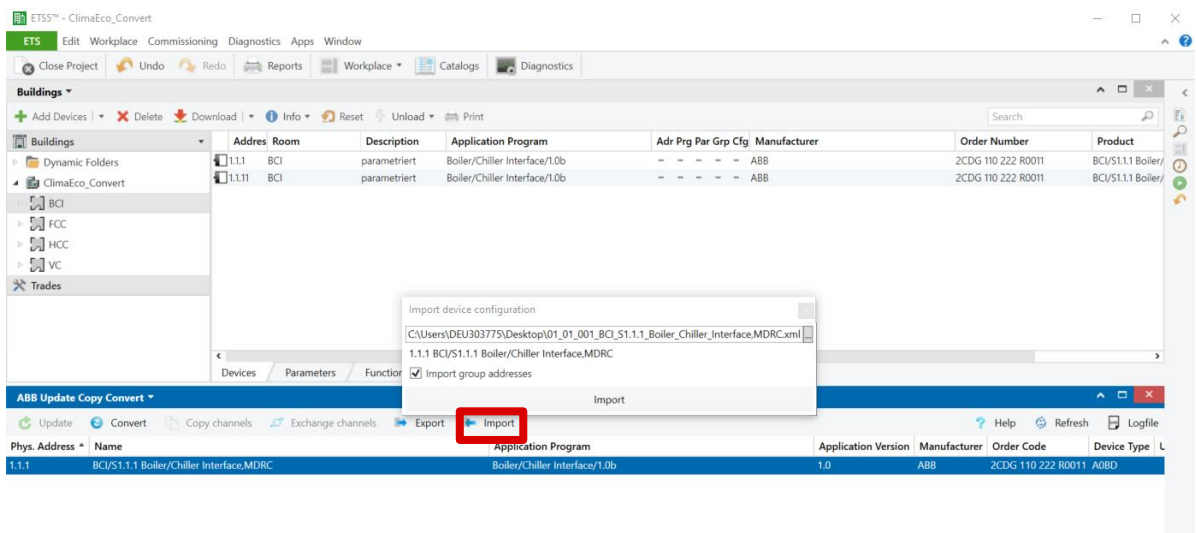 ETS5™ - ClimaEco_Convert
ETS Edit Workplace Commissioning Diagnostics Apps Window
Close Project Undo Redo Reports Workplace Catalogs Diagnostics
Buildings
Add Devices Delete Download Info Reset Unload Print Search
Buildings Addres Room Description Application Program Adr Prg Par Grp Cfg Manufacturer Order Number Product
Dynamic Folders 1.1.1 BCI parametriert Boiler/Chiller Interface/1.0b – – – – – ABB 2CDG 110 222 R0011 BCI/S1.1.1 Boiler/
ClimaEco_Convert 1.1.11 BCI parametriert Boiler/Chiller Interface/1.0b – – – – – ABB 2CDG 110 222 R0011 BCI/S1.1.1 Boiler/
BCI
FCC
HCC
VC
Trades
Import device configuration
C:\Users\DEU303775\Desktop\01_01_001_BCI_S1.1.1_Boiler_Chiller_Interface,MDRC.xml ...
1.1.1 BCI/S1.1.1 Boiler/Chiller Interface,MDRC
Devices Parameters Function Import group addresses
Import
ABB Update Copy Convert
Update Convert Copy channels Exchange channels Export Import Help Refresh Logfile
Phys. Address Name Application Program Application Version Manufacturer Order Code Device Type
1.1.1 BCI/S1.1.1 Boiler/Chiller Interface,MDRC Boiler/Chiller Interface/1.0b 1.0 ABB 2CDG 110 222 R0011 A0BD